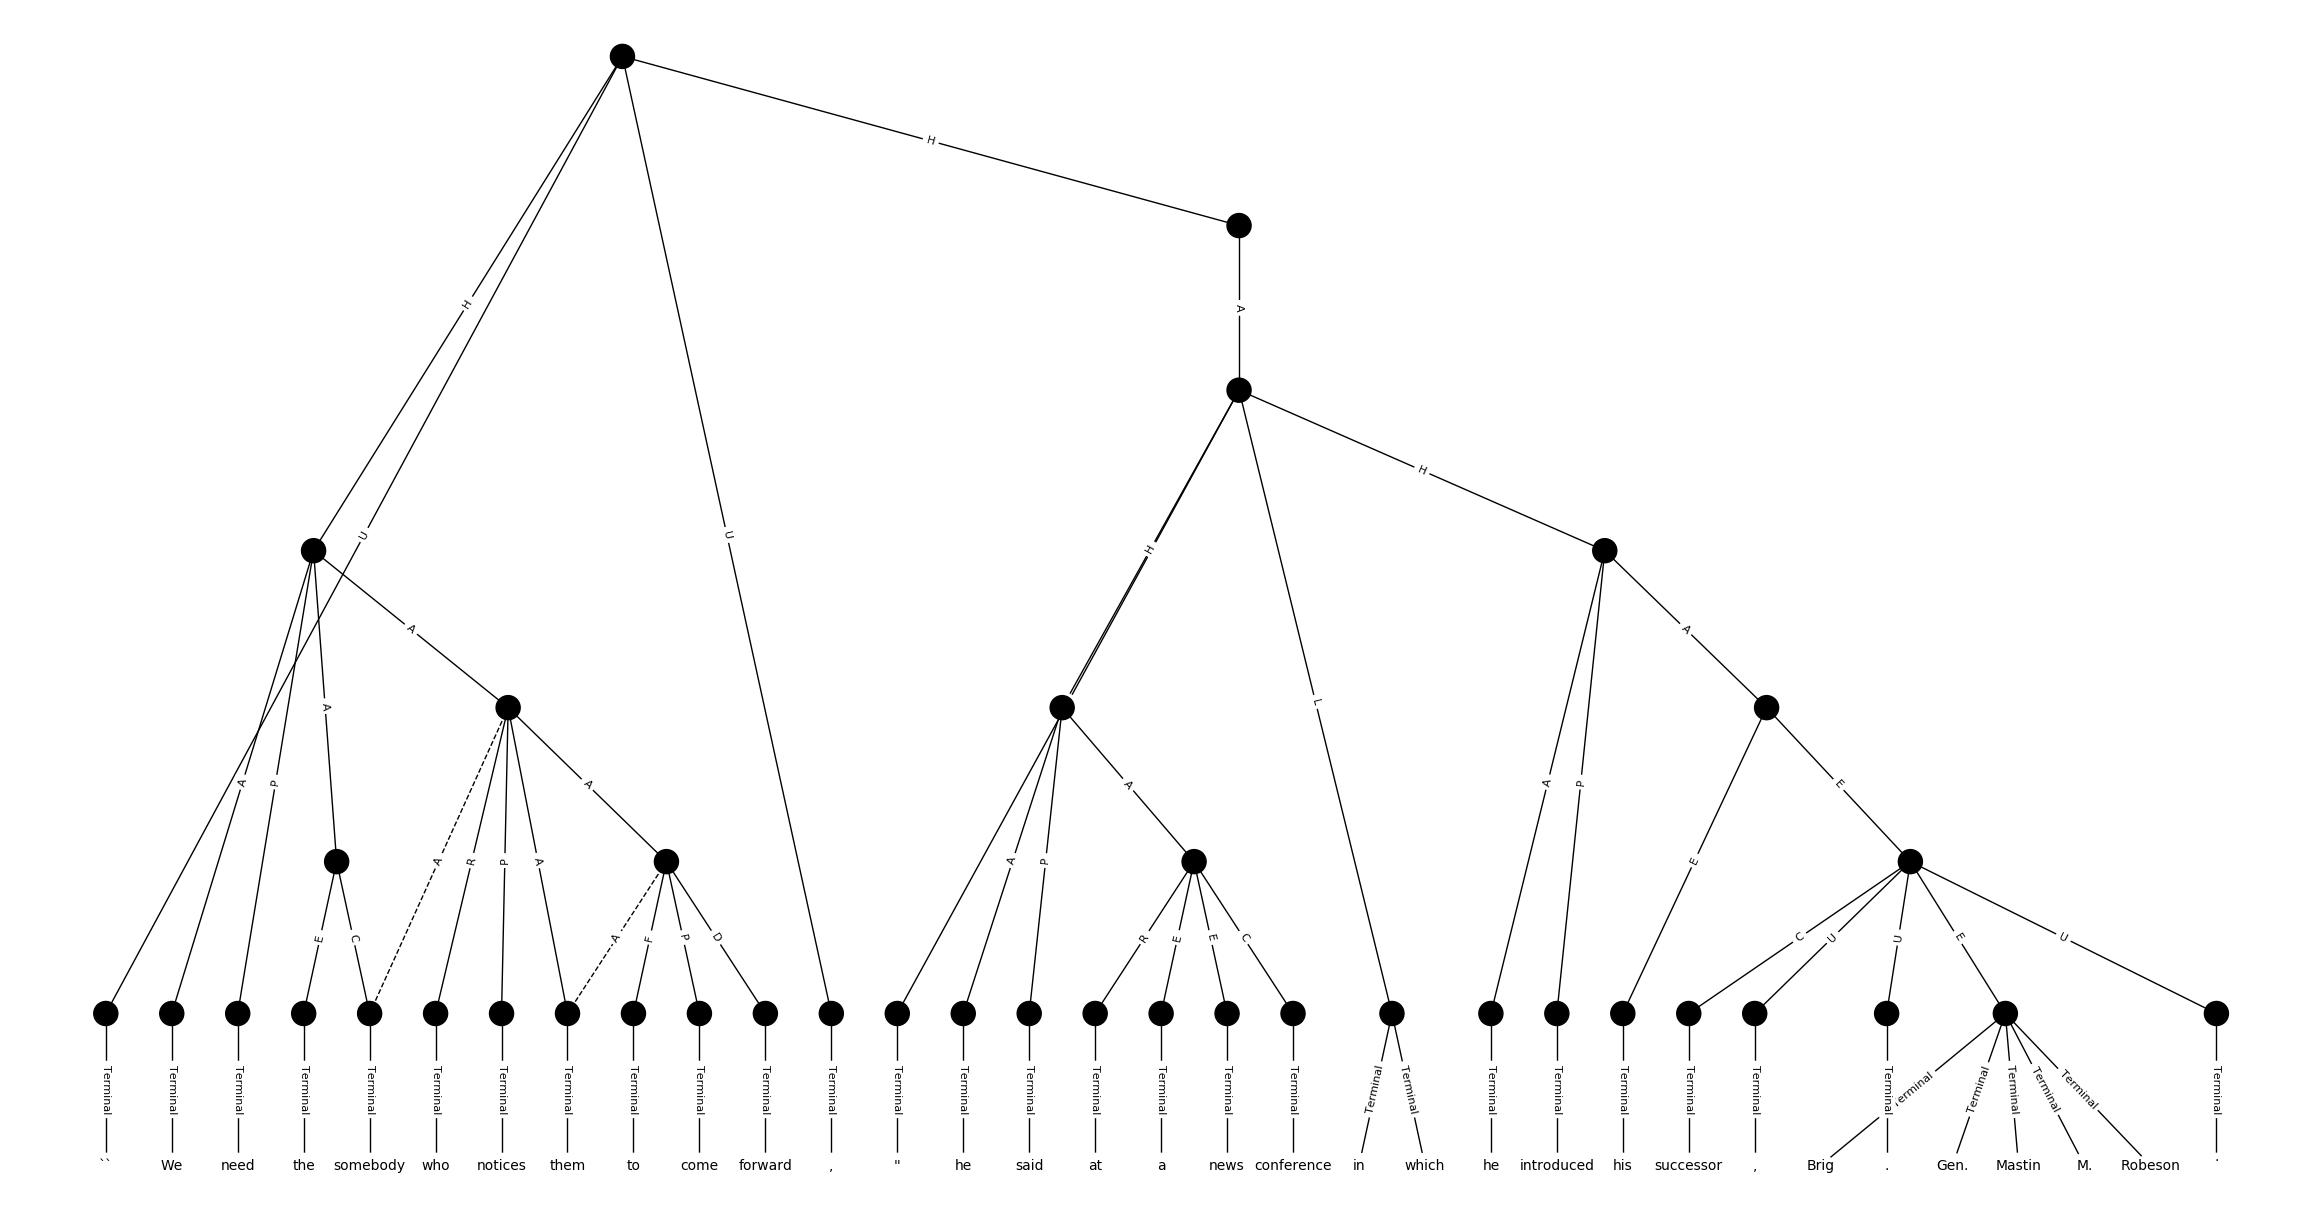 H
H
A
H
U
U
H
H
A
A
A
L
A
P
A
E
A
P
A
A
R
P
A
A
P
E
E
C
A
F
P
D
R
E
E
C
C
U
U
E
U
Terminal Terminal Terminal Terminal Terminal Terminal Terminal Terminal Terminal Terminal Terminal Terminal Terminal Terminal Terminal Terminal Terminal Terminal Terminal Terminal Terminal Terminal Terminal Terminal Terminal Terminal Terminal Terminal Terminal Terminal Terminal Terminal Terminal
`` We need the somebody who notices them to come forward , " he said at a news conference in which he introduced his successor , Brig . Gen. Mastin M. Robeson .